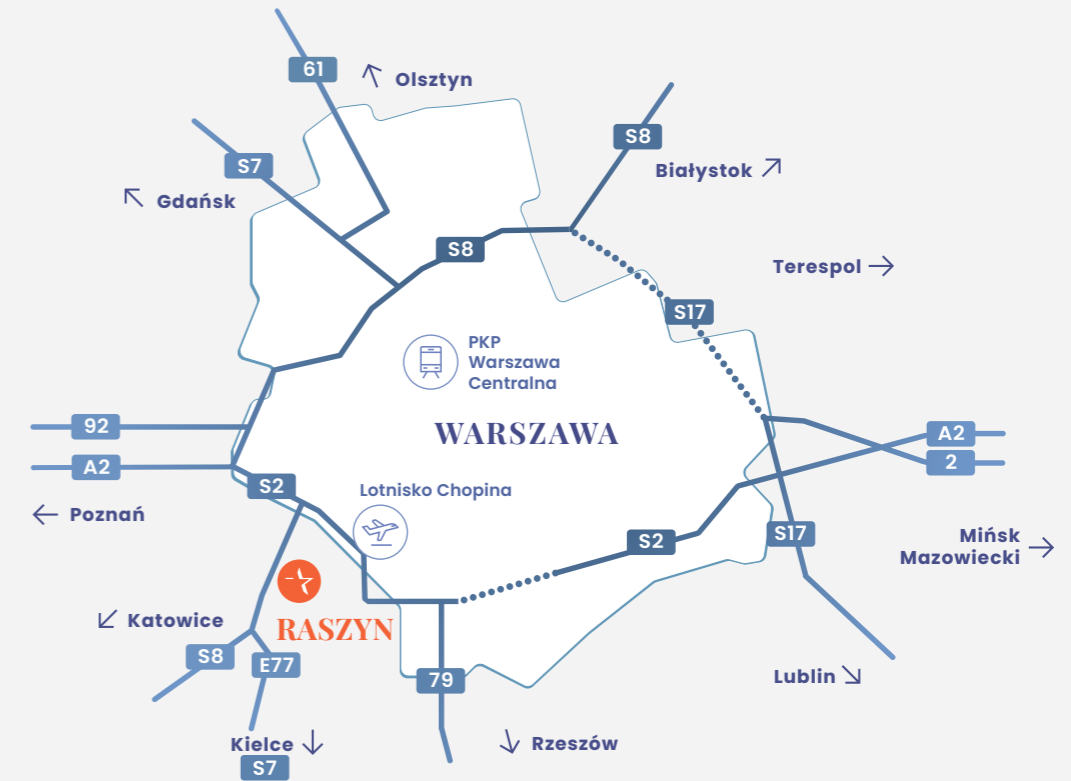 61
Olsztyn
S7
S8
Białystok
Gdańsk
S8
Terespol
S17
PKP
Warszawa
Centralna
WARSZAWA
92
A2
A2
2
S2
Lotnisko Chopina
Poznań
S2
S17
Mińsk
Mazowiecki
Katowice
RASZYN
S8
E77
79
Lublin
Kielce
Rzeszów
S7